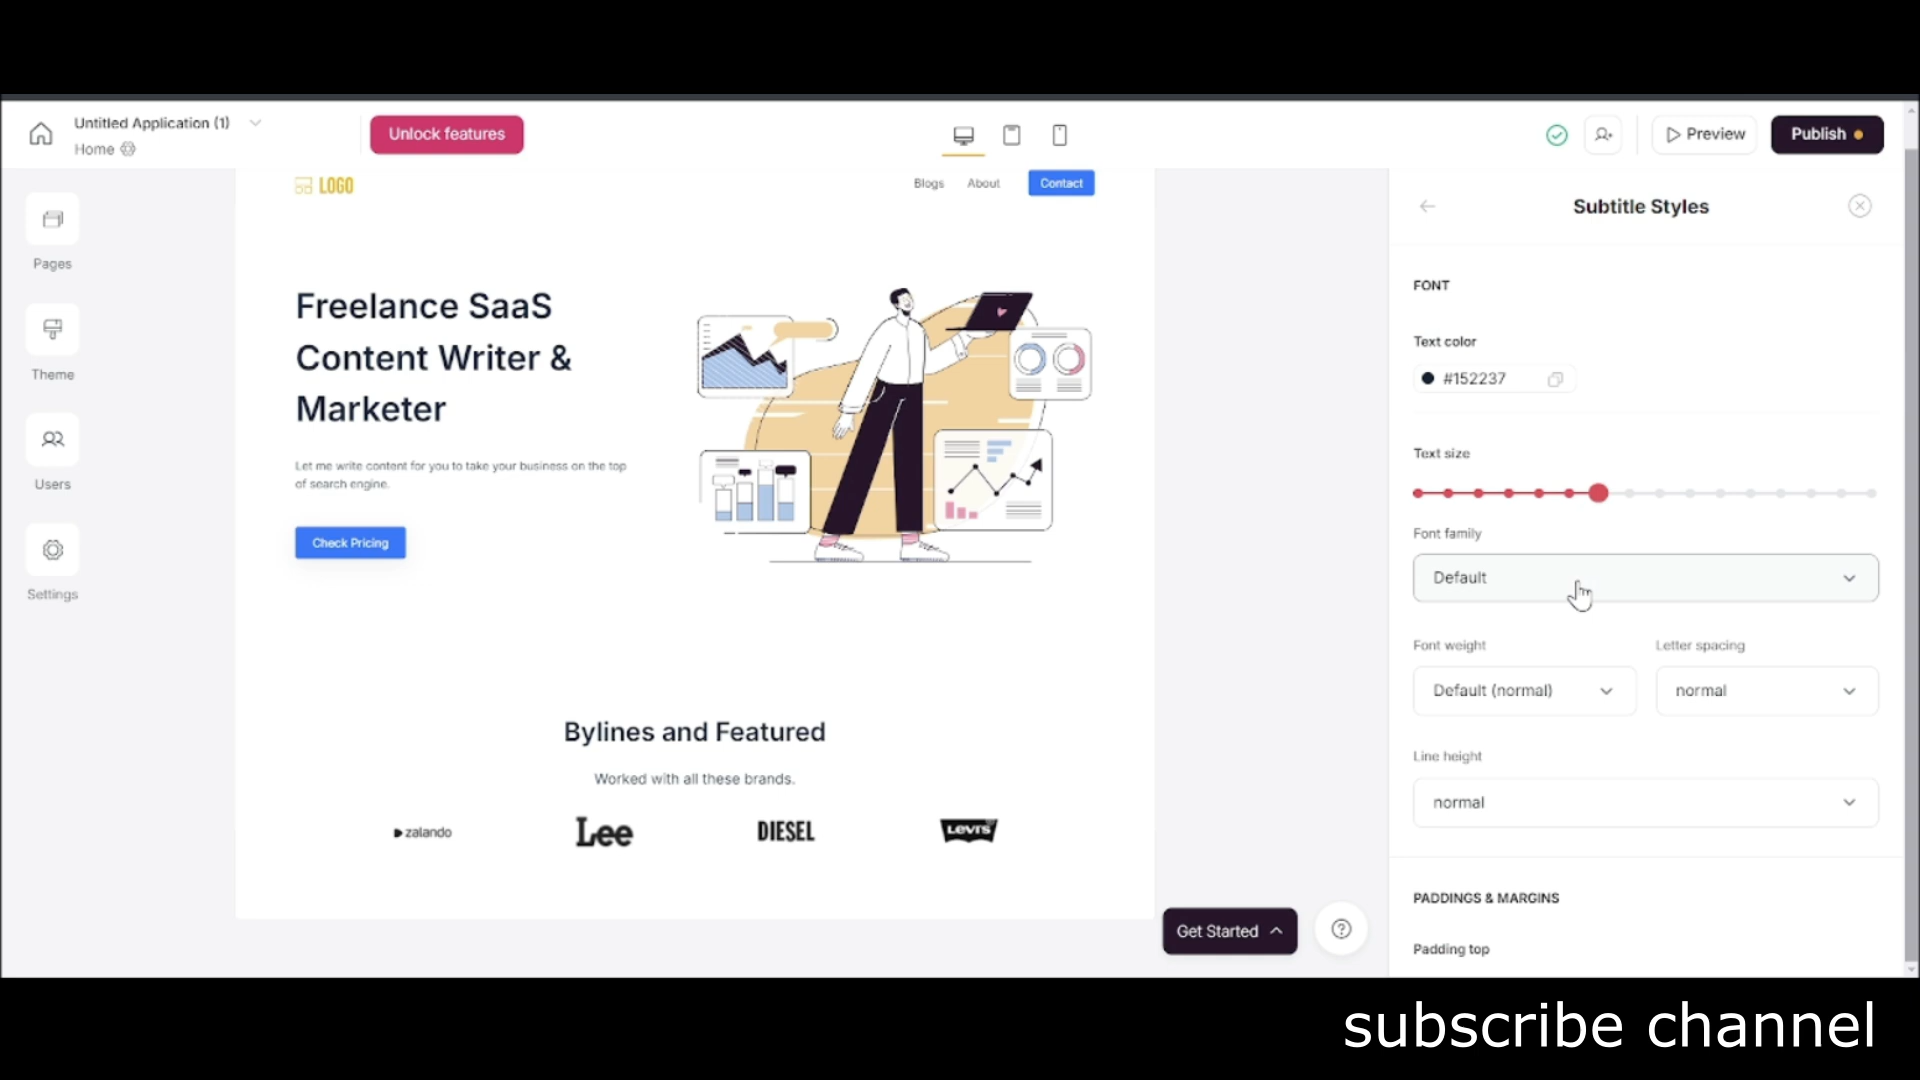 Untitled Application (1)
Home
Unlock features
Preview
Publish
Pages
Theme
Users
Settings
LOGO
Blogs
About
Contact
Freelance SaaS
Content Writer &
Marketer
Let me write content for you to take your business on the top
of search engine.
Check Pricing
Bylines and Featured
Worked with all these brands.
zalando
Lee
DIESEL
Levi's
Get Started
Subtitle Styles
FONT
Text color
#152237
Text size
Font family
Default
Font weight
Letter spacing
Default (normal)
normal
Line height
normal
PADDINGS & MARGINS
Padding top
subscribe channel